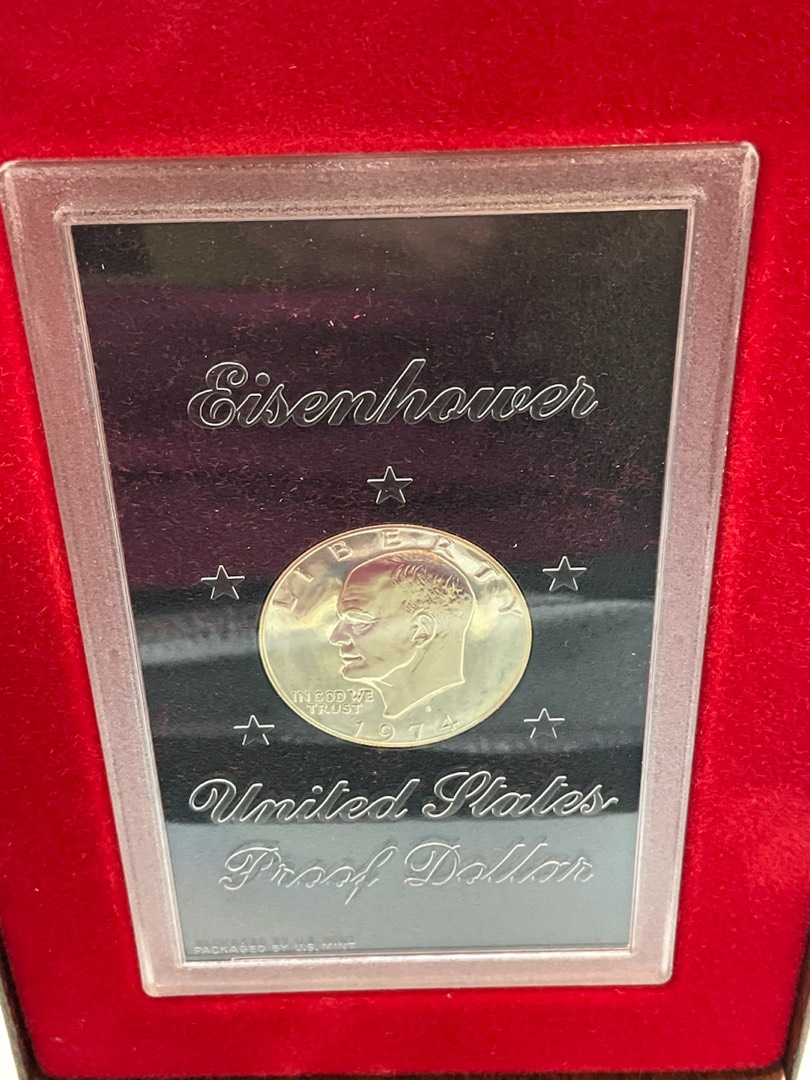 Eisenhower
LIBERTY
IN GOD WE
TRUST
S
1974
United States
Proof Dollar
PACKAGED BY U.S. MINT